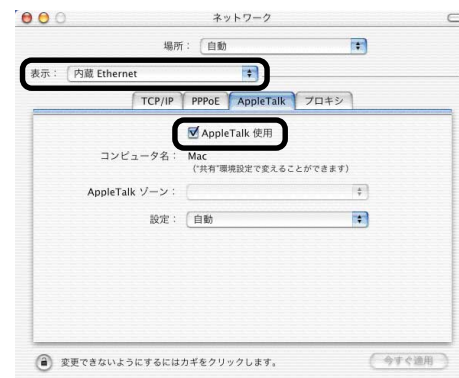 ネットワーク
場所： 自動
表示： 内蔵 Ethernet
TCP/IP PPPoE AppleTalk プロキシ
AppleTalk 使用
コンピュータ名： Mac
("共有"環境設定で変えることができます)
AppleTalk ゾーン：
設定： 自動
変更できないようにするにはカギをクリックします。
今すぐ適用